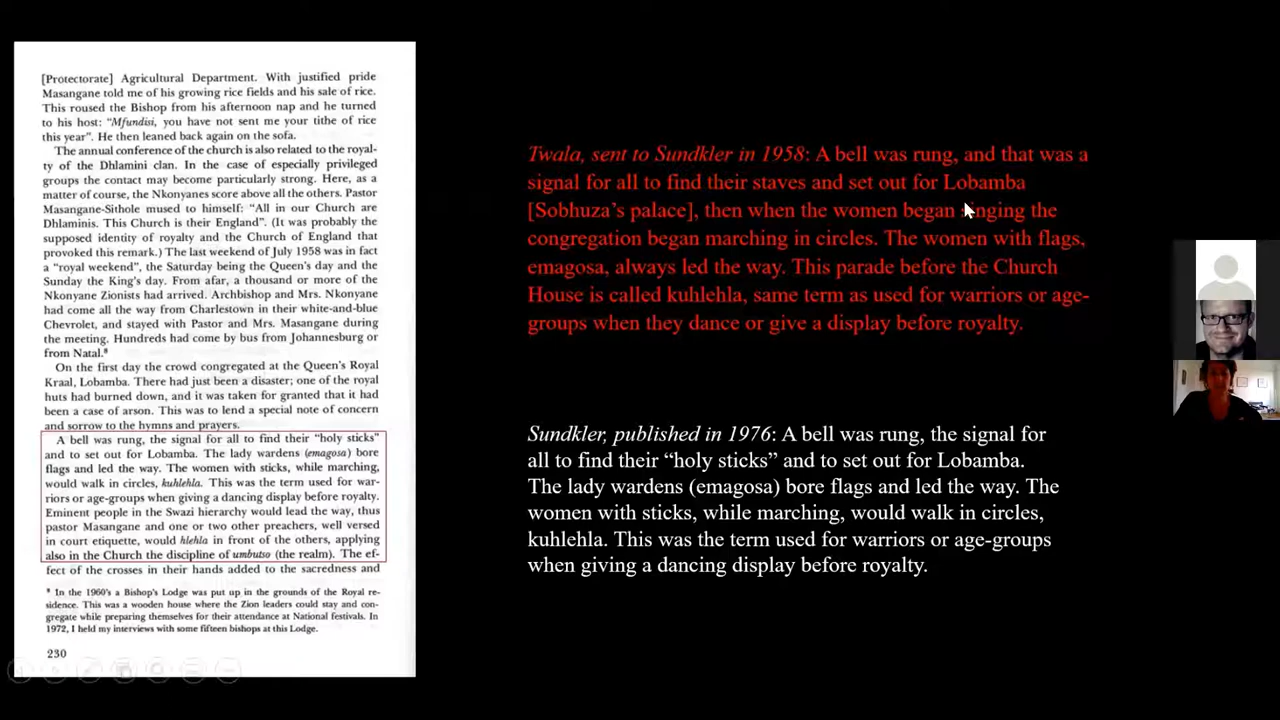 [Protectorate] Agricultural Department. With justified pride
Masangane told me of his growing rice fields and his sale of rice.
This roused the Bishop from his afternoon nap and he turned
to his host: “Mfundisi, you have not sent me your tithe of rice
this year”. He then leaned back again on the sofa.
The annual conference of the church is also related to the royal-
ty of the Dhlamini clan. In the case of especially privileged
groups the contact may become particularly strong. Here, as a
matter of course, the Nkonyanes score above all the others. Pastor
Masangane-Sithole mused to himself: “All in our Church are
Dhlaminis. This Church is their England”. (It was probably the
supposed identity of royalty and the Church of England that
provoked this remark.) The last weekend of July 1958 was in fact
a “royal weekend”, the Saturday being the Queen’s day and the
Sunday the King’s day. From afar, a thousand or more of the
Nkonyane Zionists had arrived. Archbishop and Mrs. Nkonyane
had come all the way from Charlestown in their white-and-blue
Chevrolet, and stayed with Pastor and Mrs. Masangane during
the meeting. Hundreds had come by bus from Johannesburg or
from Natal.⁸
On the first day the crowd congregated at the Queen’s Royal
Kraal, Lobamba. There had just been a disaster; one of the royal
huts had burned down, and it was taken for granted that it had
been a case of arson. This was to lend a special note of concern
and sorrow to the hymns and prayers.
A bell was rung, the signal for all to find their “holy sticks”
and to set out for Lobamba. The lady wardens (emagosa) bore
flags and led the way. The women with sticks, while marching,
would walk in circles, kuhlehla. This was the term used for war-
riors or age-groups when giving a dancing display before royalty.
Eminent people in the Swazi hierarchy would lead the way, thus
pastor Masangane and one or two other preachers, well versed
in court etiquette, would hlehla in front of the others, applying
also in the Church the discipline of umbutso (the realm). The ef-
fect of the crosses in their hands added to the sacredness and
⁸ In the 1960’s a Bishop’s Lodge was put up in the grounds of the Royal re-
sidence. This was a wooden house where the Zion leaders could stay and con-
gregate while preparing themselves for their attendance at National festivals. In
1972, I held my interviews with some fifteen bishops at this Lodge.
230
Twala, sent to Sundkler in 1958: A bell was rung, and that was a
signal for all to find their staves and set out for Lobamba
[Sobhuza’s palace], then when the women began singing the
congregation began marching in circles. The women with flags,
emagosa, always led the way. This parade before the Church
House is called kuhlehla, same term as used for warriors or age-
groups when they dance or give a display before royalty.
Sundkler, published in 1976: A bell was rung, the signal for
all to find their “holy sticks” and to set out for Lobamba.
The lady wardens (emagosa) bore flags and led the way. The
women with sticks, while marching, would walk in circles,
kuhlehla. This was the term used for warriors or age-groups
when giving a dancing display before royalty.